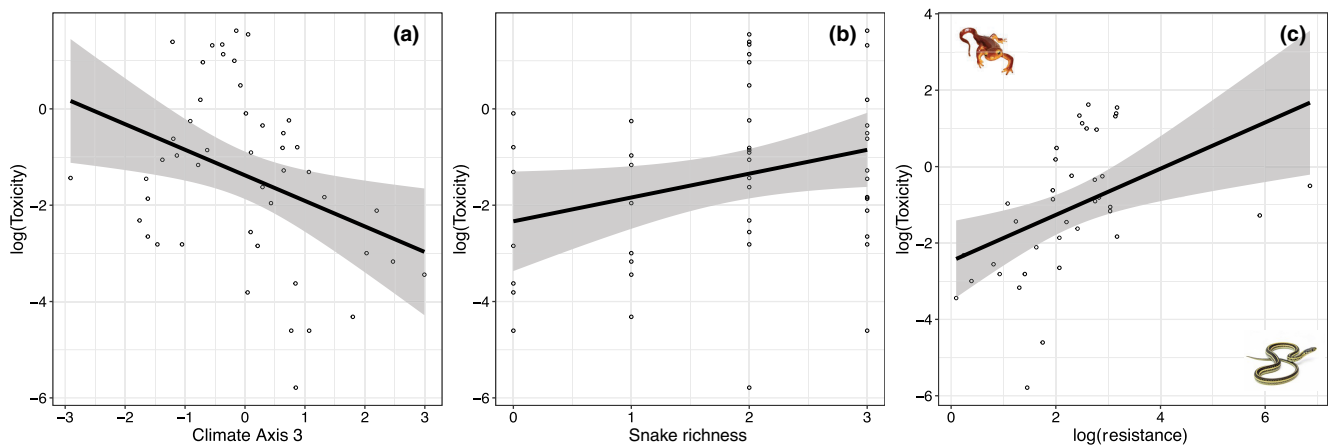 (a)
0
−2
−4
−6
log(Toxicity)
−3 −2 −1 0 1 2 3
Climate Axis 3
(b)
0
−2
−4
−6
log(Toxicity)
0 1 2 3
Snake richness
(c)
4
2
0
−2
−4
−6
log(Toxicity)
0 2 4 6
log(resistance)